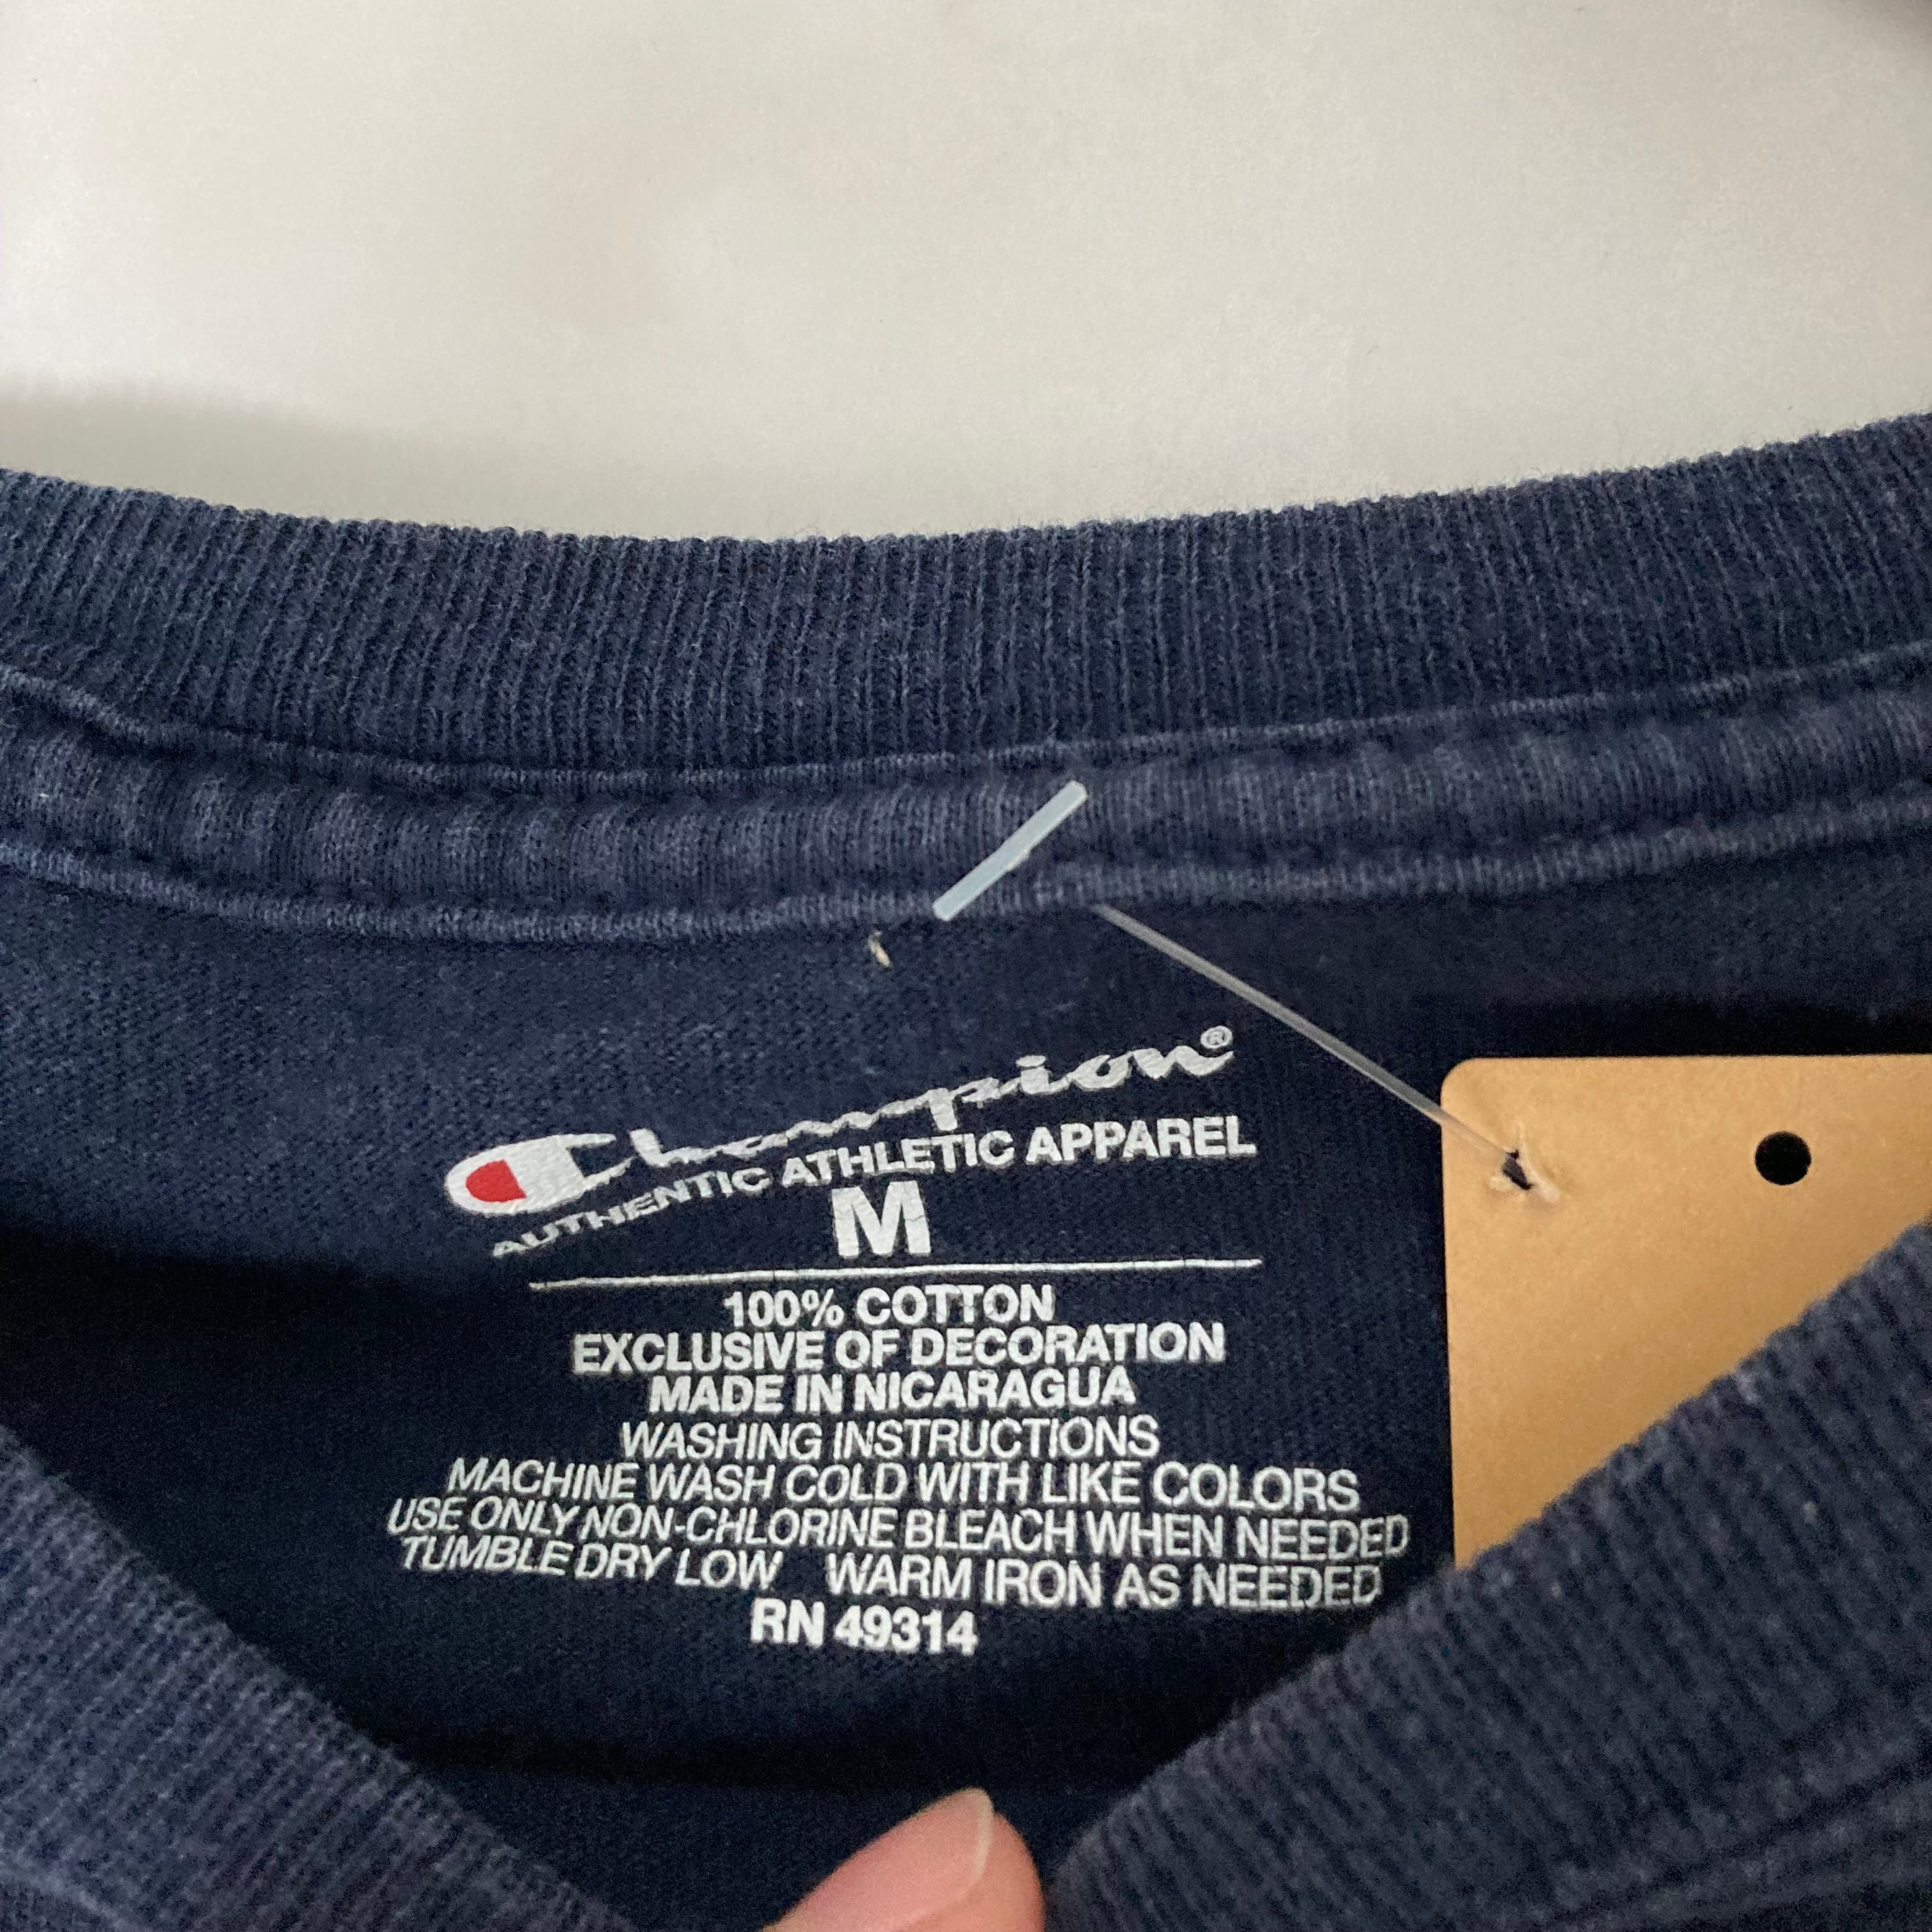 Champion®
AUTHENTIC ATHLETIC APPAREL
M
100% COTTON
EXCLUSIVE OF DECORATION
MADE IN NICARAGUA
WASHING INSTRUCTIONS
MACHINE WASH COLD WITH LIKE COLORS
USE ONLY NON-CHLORINE BLEACH WHEN NEEDED
TUMBLE DRY LOW WARM IRON AS NEEDED
RN 49314